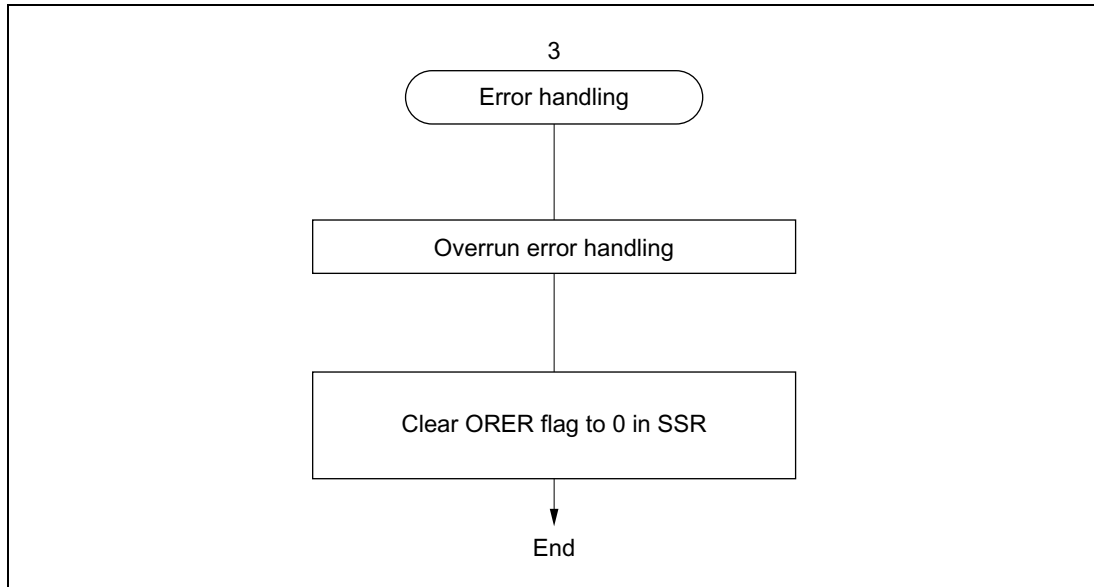 3
Error handling
Overrun error handling
Clear ORER flag to 0 in SSR
End